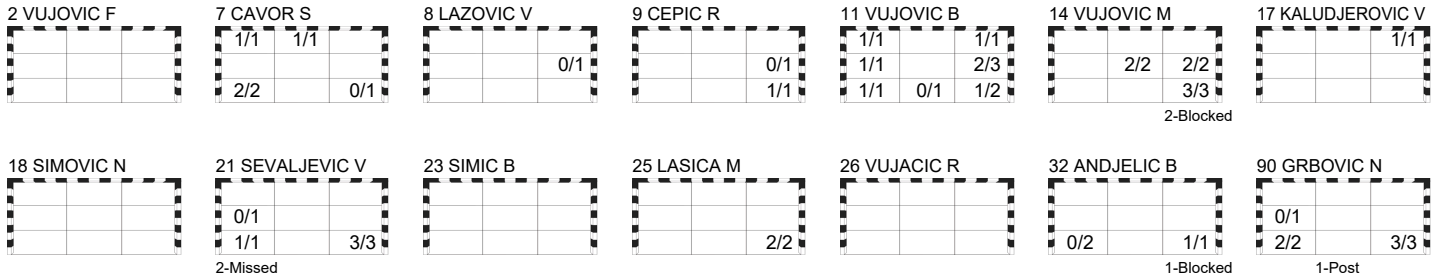 2 VUJOVIC F 7 CAVOR S 8 LAZOVIC V 9 CEPIC R 11 VUJOVIC B 14 VUJOVIC M 17 KALUDJEROVIC V
1/1 1/1 1/1 1/1 1/1
0/1 0/1 1/1 2/3 2/2 2/2
2/2 0/1 1/1 1/1 0/1 1/2 3/3
2-Blocked
18 SIMOVIC N 21 SEVALJEVIC V 23 SIMIC B 25 LASICA M 26 VUJACIC R 32 ANDJELIC B 90 GRBOVIC N
0/1 0/1
1/1 3/3 2/2 0/2 1/1 2/2 3/3
2-Missed 1-Blocked 1-Post